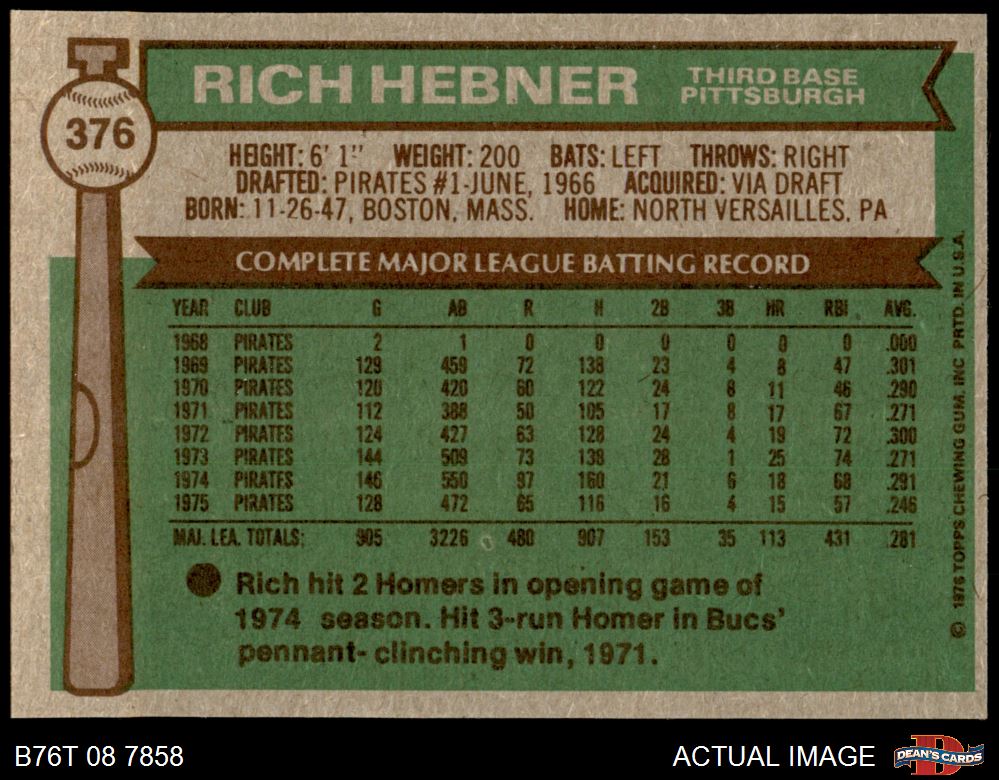 T
376
RICH HEBNER
THIRD BASE
PITTSBURGH
HEIGHT: 6' 1" WEIGHT: 200 BATS: LEFT THROWS: RIGHT
DRAFTED: PIRATES #1-JUNE, 1966 ACQUIRED: VIA DRAFT
BORN: 11-26-47, BOSTON, MASS. HOME: NORTH VERSAILLES, PA
COMPLETE MAJOR LEAGUE BATTING RECORD
YEAR CLUB G AB R H 2B 3B HR RBI AVG.
1968 PIRATES 2 1 0 0 0 0 0 0 .000
1969 PIRATES 129 459 72 138 23 4 8 47 .301
1970 PIRATES 120 420 60 122 24 8 11 46 .290
1971 PIRATES 112 388 50 105 17 8 17 67 .271
1972 PIRATES 124 427 63 128 24 4 19 72 .300
1973 PIRATES 144 509 73 138 28 1 25 74 .271
1974 PIRATES 146 550 97 160 21 6 18 68 .291
1975 PIRATES 128 472 65 116 16 4 15 57 .246
MAJ. LEA. TOTALS: 905 3226 480 907 153 35 113 431 .281
Rich hit 2 Homers in opening game of
1974 season. Hit 3-run Homer in Bucs'
pennant- clinching win, 1971.
© 1976 TOPPS CHEWING GUM, INC PRTD. IN U.S.A.
B76T 08 7858
ACTUAL IMAGE
D
DEAN'S CARDS